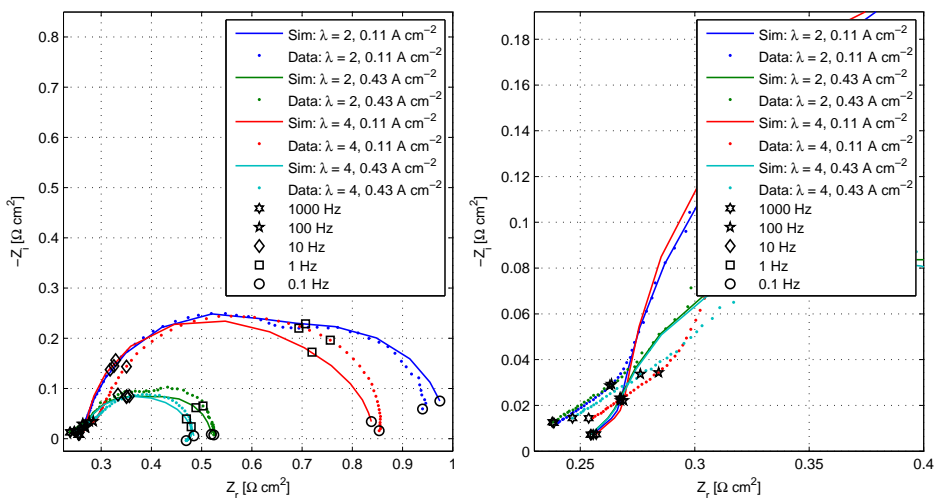 0.8
0.7
0.6
0.5
0.4
0.3
0.2
0.1
0
0.3 0.4 0.5 0.6 0.7 0.8 0.9 1
−Zi [Ω cm2]
Zr [Ω cm2]
Sim: λ = 2, 0.11 A cm−2
Data: λ = 2, 0.11 A cm−2
Sim: λ = 2, 0.43 A cm−2
Data: λ = 2, 0.43 A cm−2
Sim: λ = 4, 0.11 A cm−2
Data: λ = 4, 0.11 A cm−2
Sim: λ = 4, 0.43 A cm−2
Data: λ = 4, 0.43 A cm−2
1000 Hz
100 Hz
10 Hz
1 Hz
0.1 Hz
0.18
0.16
0.14
0.12
0.1
0.08
0.06
0.04
0.02
0
0.25 0.3 0.35 0.4
−Zi [Ω cm2]
Zr [Ω cm2]
Sim: λ = 2, 0.11 A cm−2
Data: λ = 2, 0.11 A cm−2
Sim: λ = 2, 0.43 A cm−2
Data: λ = 2, 0.43 A cm−2
Sim: λ = 4, 0.11 A cm−2
Data: λ = 4, 0.11 A cm−2
Sim: λ = 4, 0.43 A cm−2
Data: λ = 4, 0.43 A cm−2
1000 Hz
100 Hz
10 Hz
1 Hz
0.1 Hz